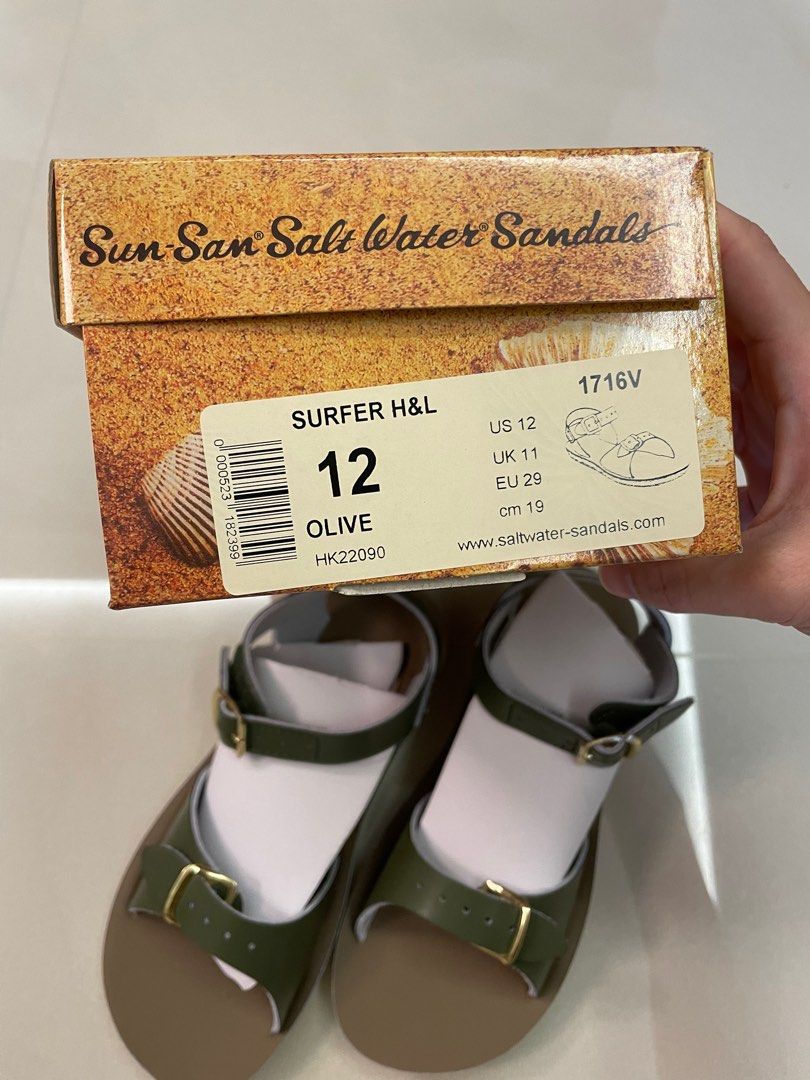 Sun-San® Salt Water® Sandals
1716V
SURFER H&L
12
OLIVE
HK22090
US 12
UK 11
EU 29
cm 19
www.saltwater-sandals.com
0 000523 182399